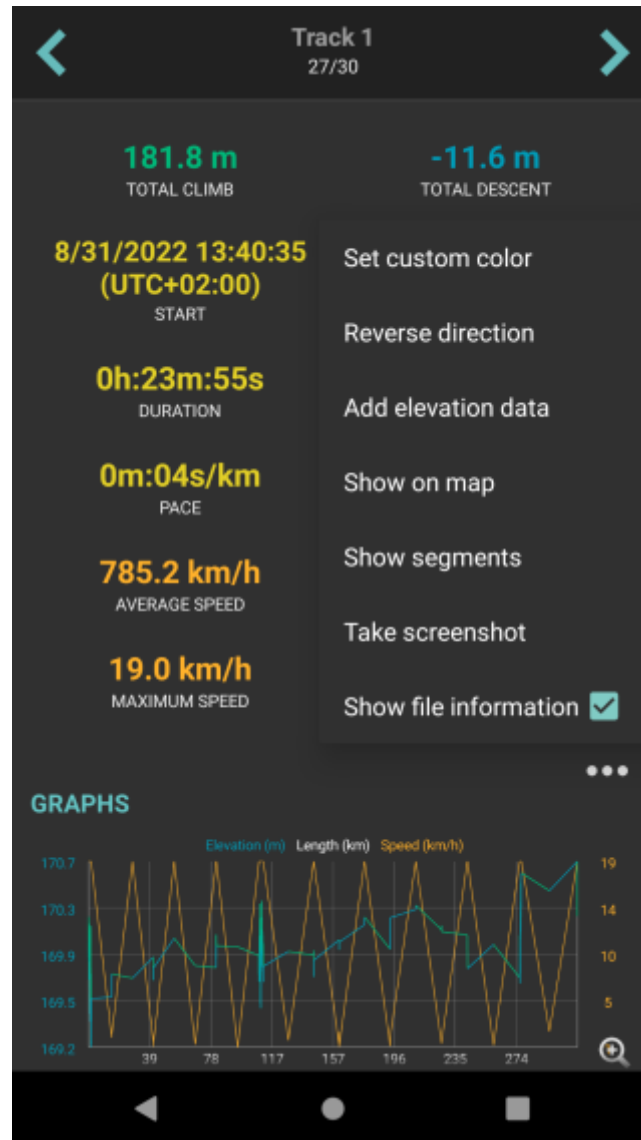 Track 1
27/30
181.8 m
TOTAL CLIMB
-11.6 m
TOTAL DESCENT
8/31/2022 13:40:35
(UTC+02:00)
START
0h:23m:55s
DURATION
0m:04s/km
PACE
785.2 km/h
AVERAGE SPEED
19.0 km/h
MAXIMUM SPEED
Set custom color
Reverse direction
Add elevation data
Show on map
Show segments
Take screenshot
Show file information
GRAPHS
Elevation (m) Length (km) Speed (km/h)
170.7 19
170.3 14
169.9 10
169.5 5
169.2
39 78 117 157 196 235 274